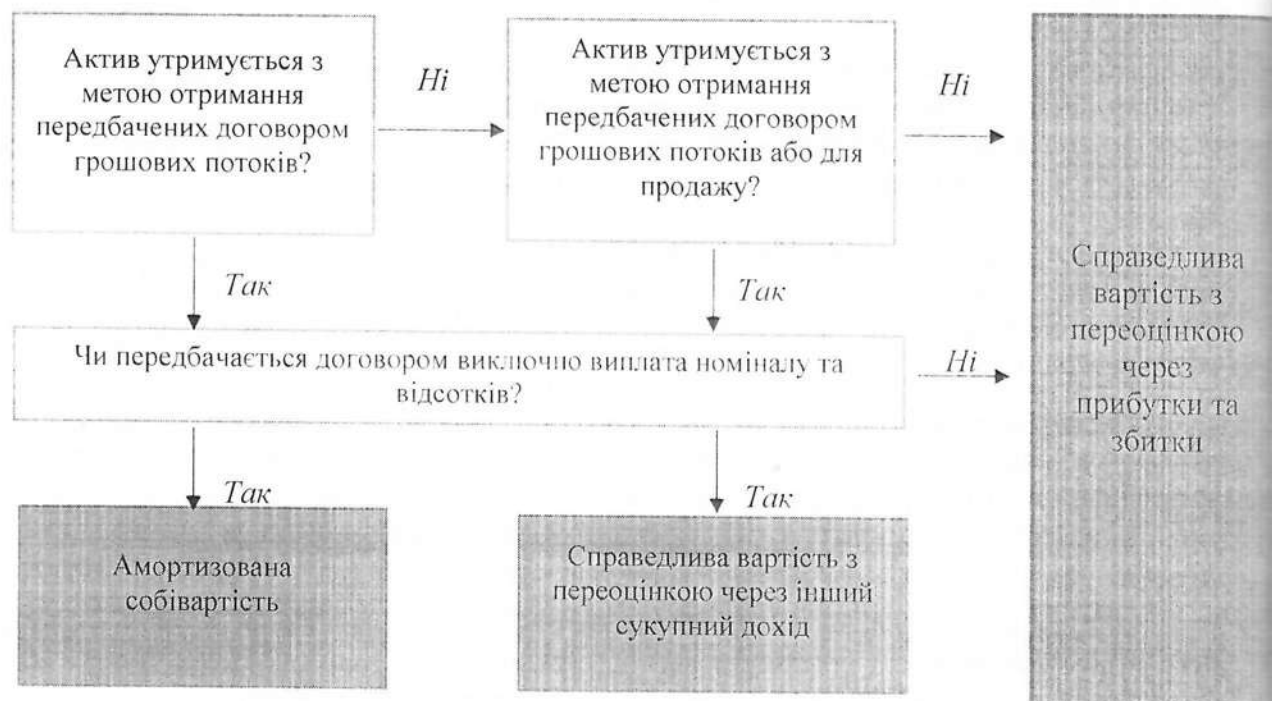 Актив утримується з
метою отримання
передбачених договором
грошових потоків?
Ні
Актив утримується з
метою отримання
передбачених договором
грошових потоків або для
продажу?
Ні
Так
Так
Чи передбачається договором виключно виплата номіналу та
відсотків?
Ні
Справедлива
вартість з
переоцінкою
через
прибутки та
збитки
Так
Так
Амортизована
собівартість
Справедлива вартість з
переоцінкою через інший
сукупний дохід